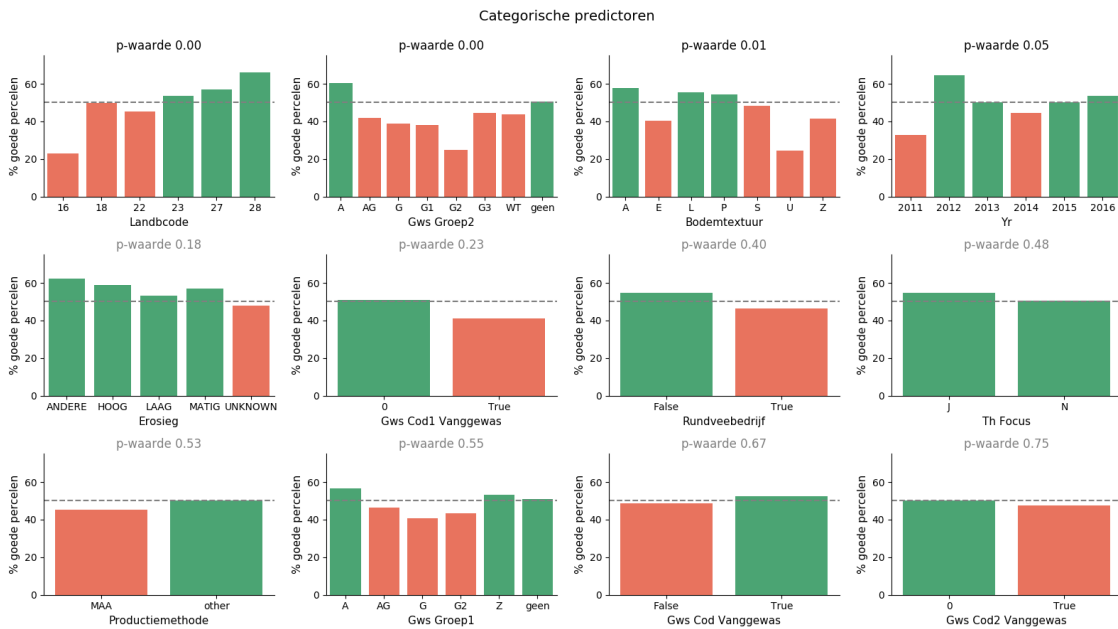 Categorische predictoren
p-waarde 0.00
% goede percelen
60
40
20
0
16 18 22 23 27 28
Landbcode
p-waarde 0.00
% goede percelen
60
40
20
0
A AG G G1 G2 G3 WT geen
Gws Groep2
p-waarde 0.01
% goede percelen
60
40
20
0
A E L P S U Z
Bodemtextuur
p-waarde 0.05
% goede percelen
60
40
20
0
2011 2012 2013 2014 2015 2016
Yr
p-waarde 0.18
% goede percelen
60
40
20
0
ANDERE HOOG LAAG MATIG UNKNOWN
Erosieg
p-waarde 0.23
% goede percelen
60
40
20
0
0 True
Gws Cod1 Vanggewas
p-waarde 0.40
% goede percelen
60
40
20
0
False True
Rundveebedrijf
p-waarde 0.48
% goede percelen
60
40
20
0
J N
Th Focus
p-waarde 0.53
% goede percelen
60
40
20
0
MAA other
Productiemethode
p-waarde 0.55
% goede percelen
60
40
20
0
A AG G G2 Z geen
Gws Groep1
p-waarde 0.67
% goede percelen
60
40
20
0
False True
Gws Cod Vanggewas
p-waarde 0.75
% goede percelen
60
40
20
0
0 True
Gws Cod2 Vanggewas